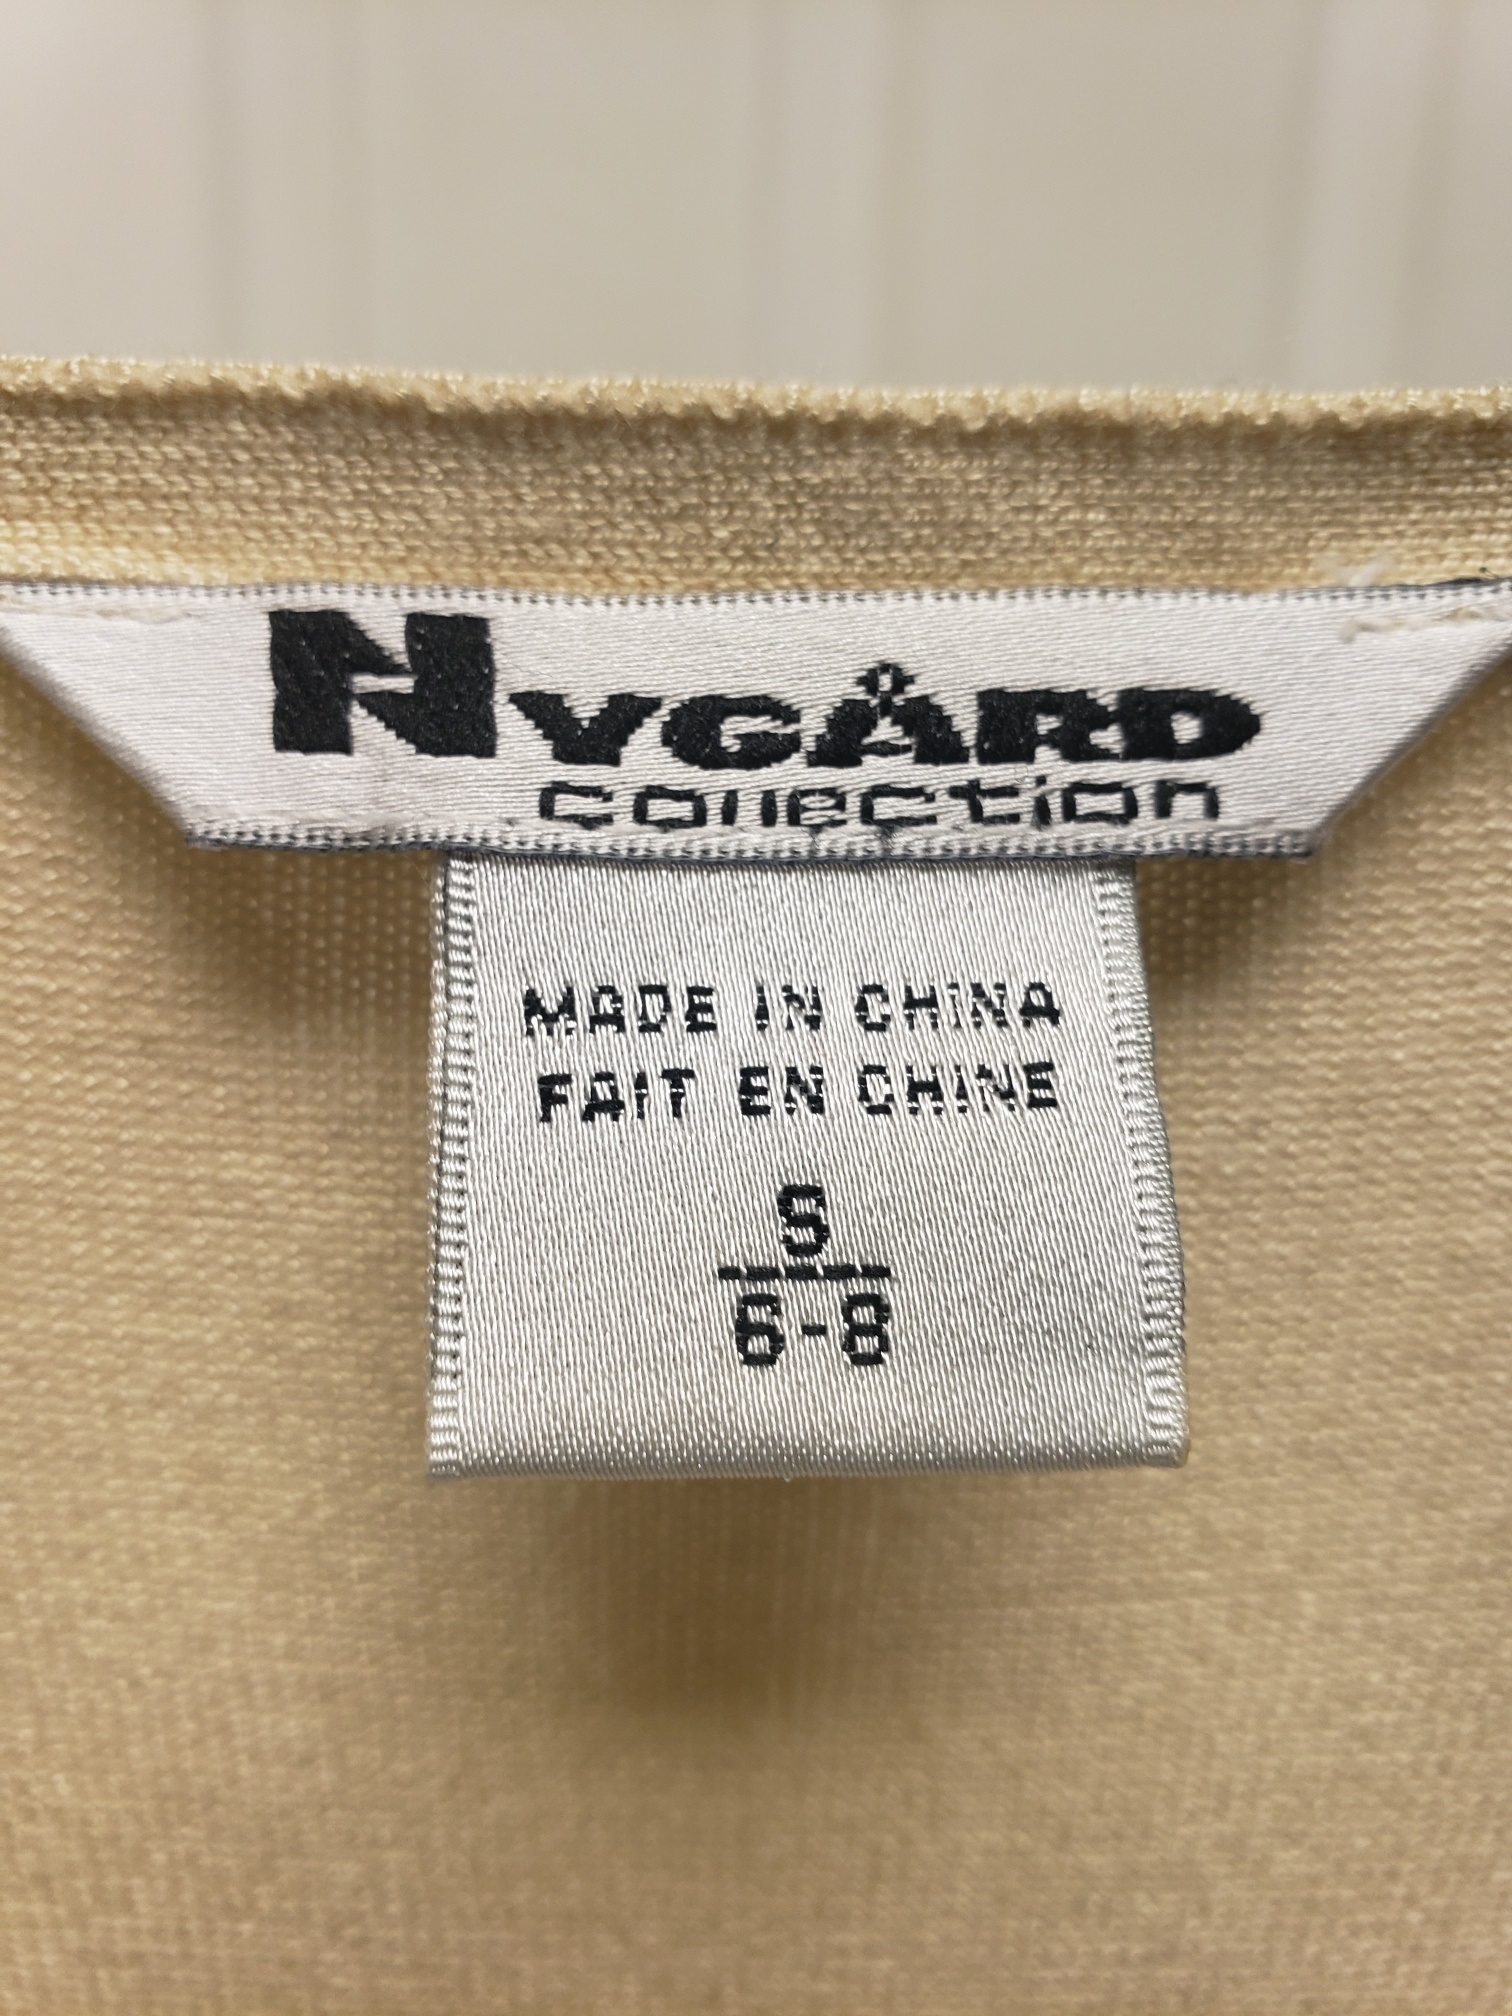 NYGÅRD
collection
MADE IN CHINA
FAIT EN CHINE
S
6-8